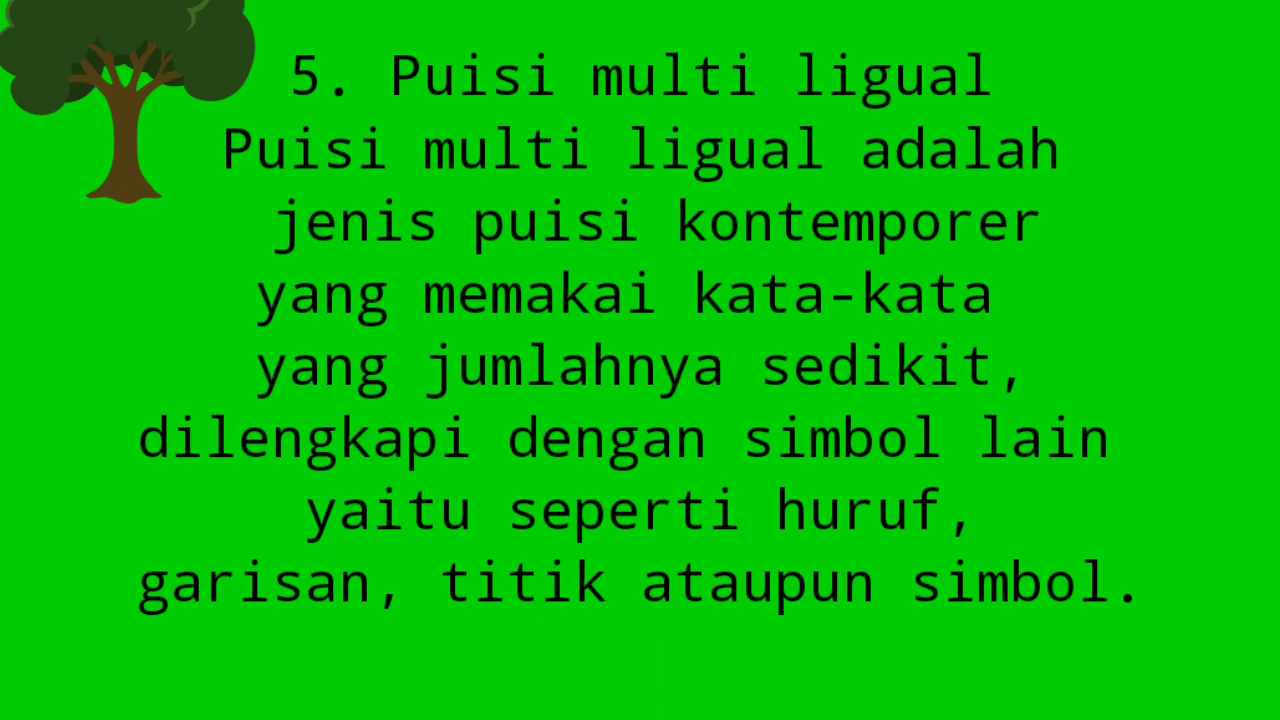 5. Puisi multi ligual
Puisi multi ligual adalah
jenis puisi kontemporer
yang memakai kata-kata
yang jumlahnya sedikit,
dilengkapi dengan simbol lain
yaitu seperti huruf,
garisan, titik ataupun simbol.